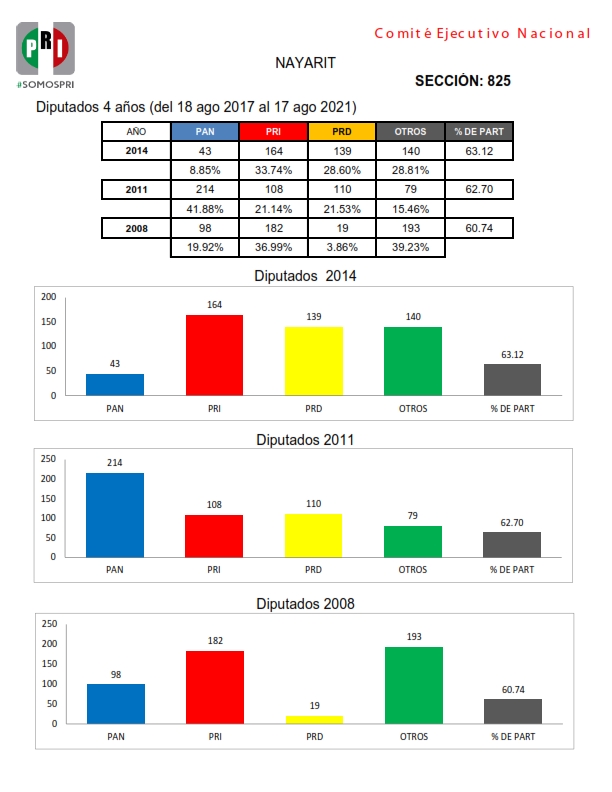 Comité Ejecutivo Nacional
PRI
#SOMOSPRI
NAYARIT
SECCIÓN: 825
Diputados 4 años (del 18 ago 2017 al 17 ago 2021)
AÑO PAN PRI PRD OTROS % DE PART
2014 43 164 139 140 63.12
8.85% 33.74% 28.60% 28.81%
2011 214 108 110 79 62.70
41.88% 21.14% 21.53% 15.46%
2008 98 182 19 193 60.74
19.92% 36.99% 3.86% 39.23%
Diputados 2014
200
150
100
50
0
43 164 139 140 63.12
PAN PRI PRD OTROS % DE PART
Diputados 2011
250
200
150
100
50
0
214 108 110 79 62.70
PAN PRI PRD OTROS % DE PART
Diputados 2008
250
200
150
100
50
0
98 182 19 193 60.74
PAN PRI PRD OTROS % DE PART